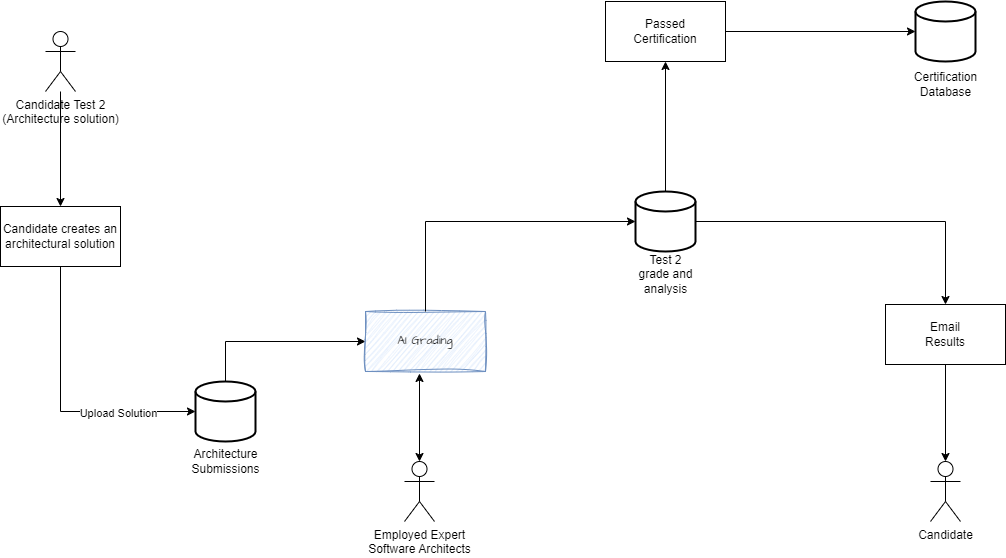 Passed
Certification
Certification
Database
Candidate Test 2
(Architecture solution)
Candidate creates an
architectural solution
Test 2
grade and
analysis
AI Grading
Email
Results
Upload Solution
Architecture
Submissions
Employed Expert
Software Architects
Candidate